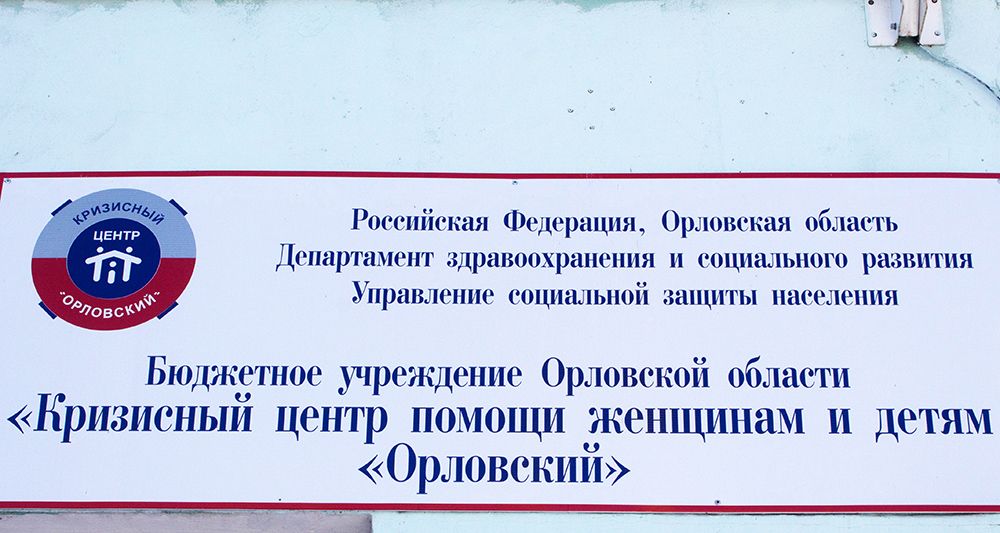 КРИЗИСНЫЙ
ЦЕНТР
"ОРЛОВСКИЙ"
Российская Федерация, Орловская область
Департамент здравоохранения и социального развития
Управление социальной защиты населения
Бюджетное учреждение Орловской области
«Кризисный центр помощи женщинам и детям
«Орловский»